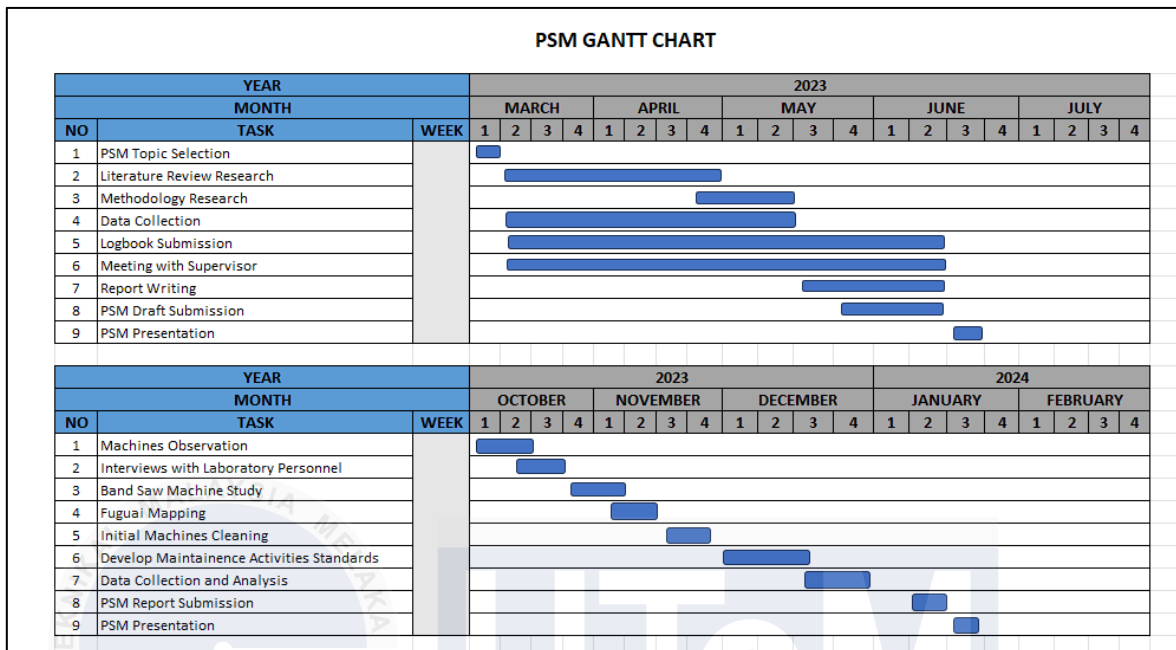 PSM GANTT CHART
YEAR 2023
MONTH MARCH APRIL MAY JUNE JULY
NO TASK WEEK 1 2 3 4 1 2 3 4 1 2 3 4 1 2 3 4 1 2 3 4
1 PSM Topic Selection
2 Literature Review Research
3 Methodology Research
4 Data Collection
5 Logbook Submission
6 Meeting with Supervisor
7 Report Writing
8 PSM Draft Submission
9 PSM Presentation
YEAR 2023 2024
MONTH OCTOBER NOVEMBER DECEMBER JANUARY FEBRUARY
NO TASK WEEK 1 2 3 4 1 2 3 4 1 2 3 4 1 2 3 4 1 2 3 4
1 Machines Observation
2 Interviews with Laboratory Personnel
3 Band Saw Machine Study
4 Fuguai Mapping
5 Initial Machines Cleaning
6 Develop Maintainence Activities Standards
7 Data Collection and Analysis
8 PSM Report Submission
9 PSM Presentation
MALAYSIA MELAKA